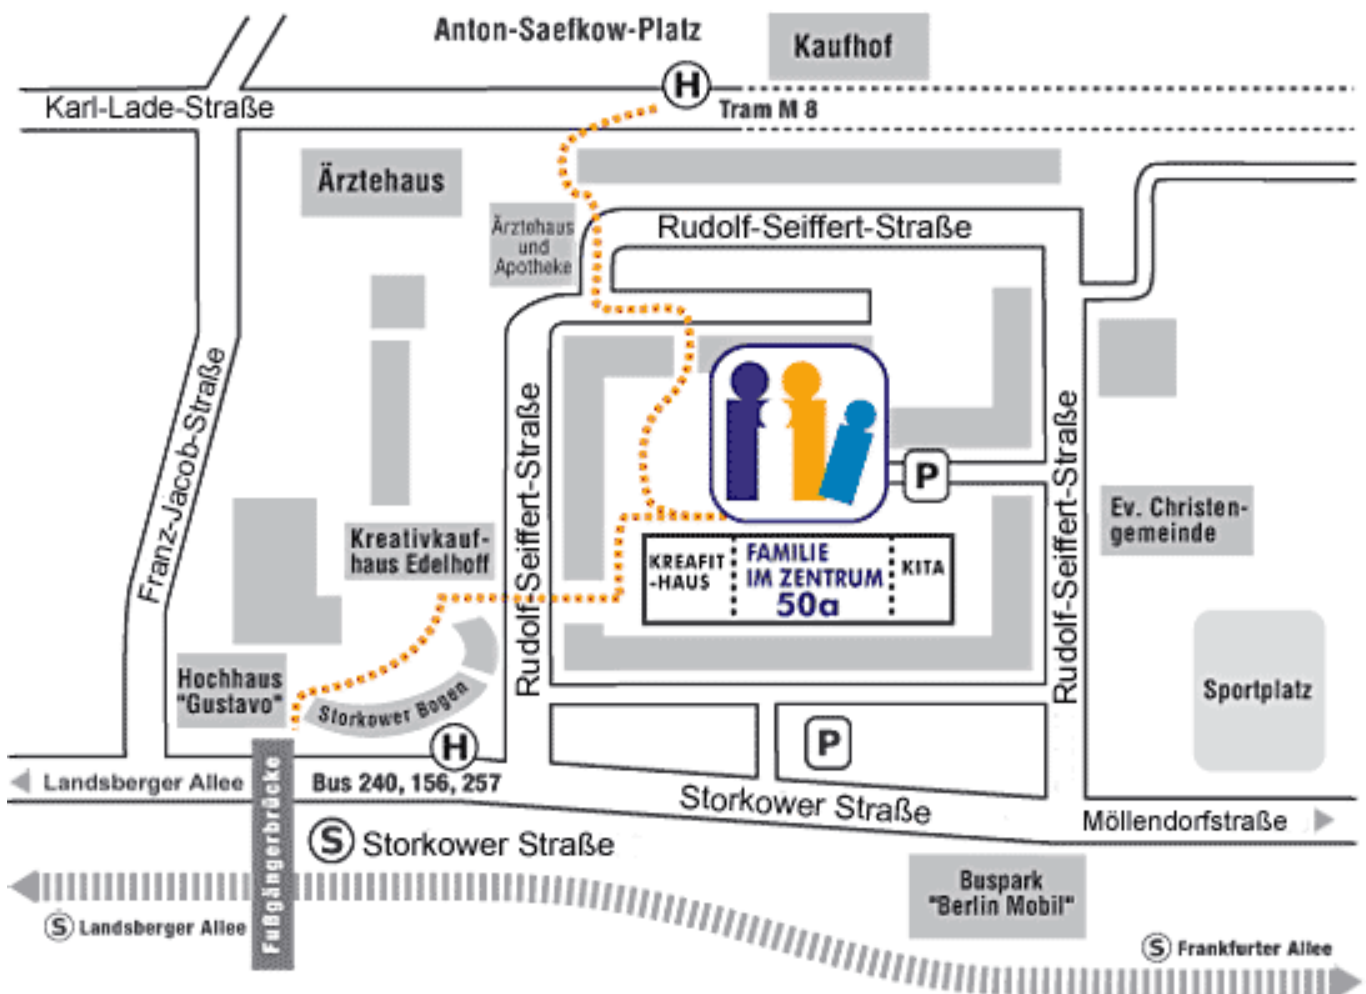 Anton-Saefkow-Platz
Kaufhof
H
Karl-Lade-Straße
Tram M 8
Ärztehaus
Ärztehaus
und
Apotheke
Rudolf-Seiffert-Straße
Franz-Jacob-Straße
Rudolf-Seiffert-Straße
Rudolf-Seiffert-Straße
P
Ev. Christen-
gemeinde
Kreativkauf-
haus Edelhoff
KREAFIT
-HAUS
FAMILIE
IM ZENTRUM
50a
KITA
Hochhaus
"Gustavo"
Storkower Bogen
Sportplatz
H
P
Landsberger Allee
Fußgängerbrücke
Bus 240, 156, 257
Storkower Straße
Möllendorfstraße
S Storkower Straße
Buspark
"Berlin Mobil"
S Landsberger Allee
S Frankfurter Allee